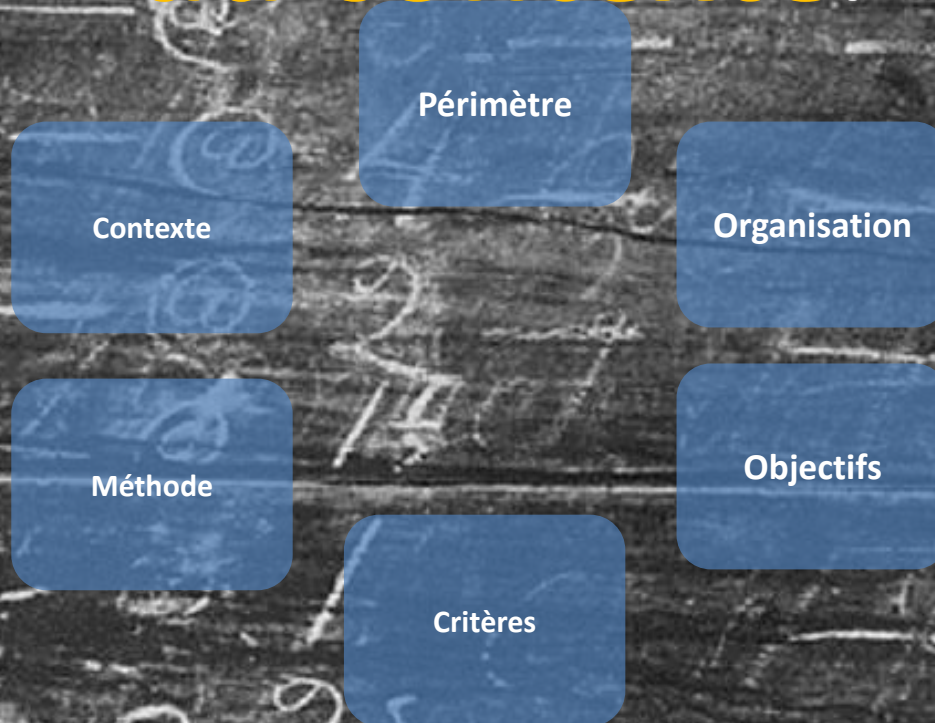 Périmètre
Contexte
Organisation
Méthode
Objectifs
Critères